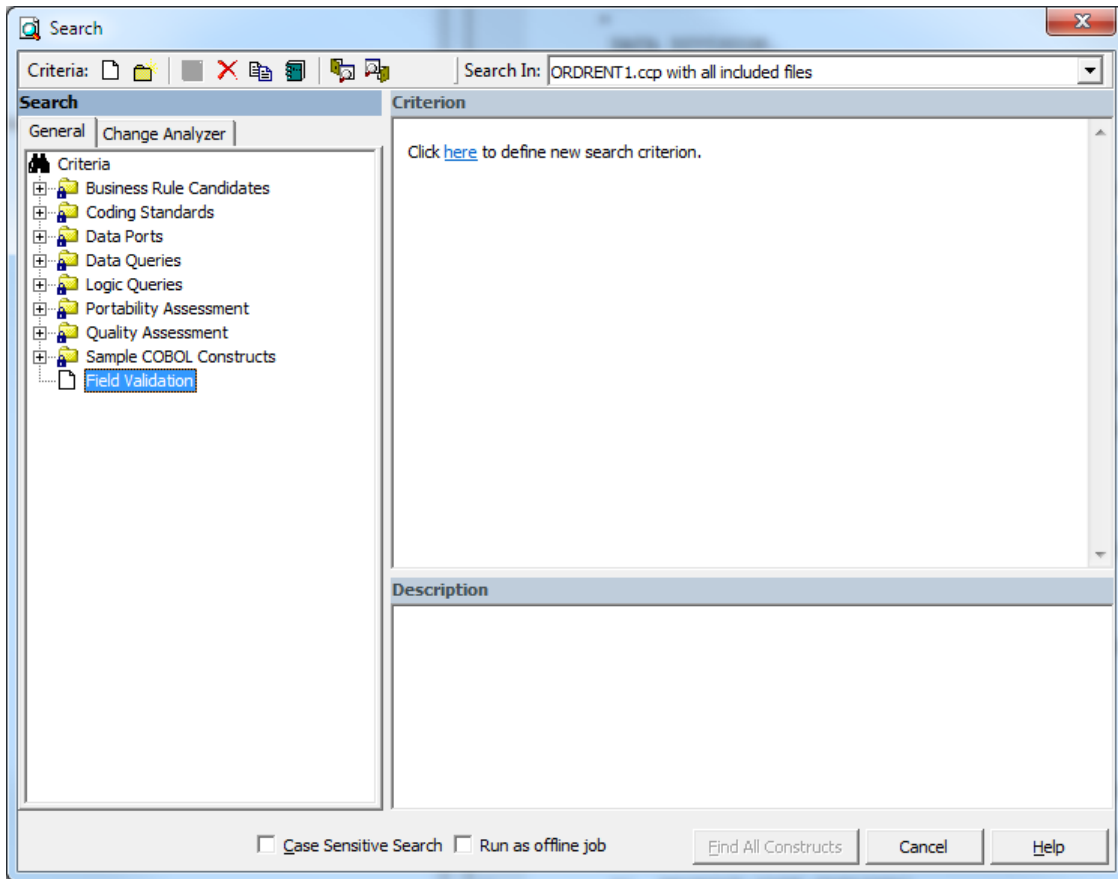 Search
Criteria:
Search In: ORDRENT1.ccp with all included files
Search
General Change Analyzer
Criteria
Business Rule Candidates
Coding Standards
Data Ports
Data Queries
Logic Queries
Portability Assessment
Quality Assessment
Sample COBOL Constructs
Field Validation
Criterion
Click here to define new search criterion.
Description
Case Sensitive Search Run as offline job Find All Constructs Cancel Help